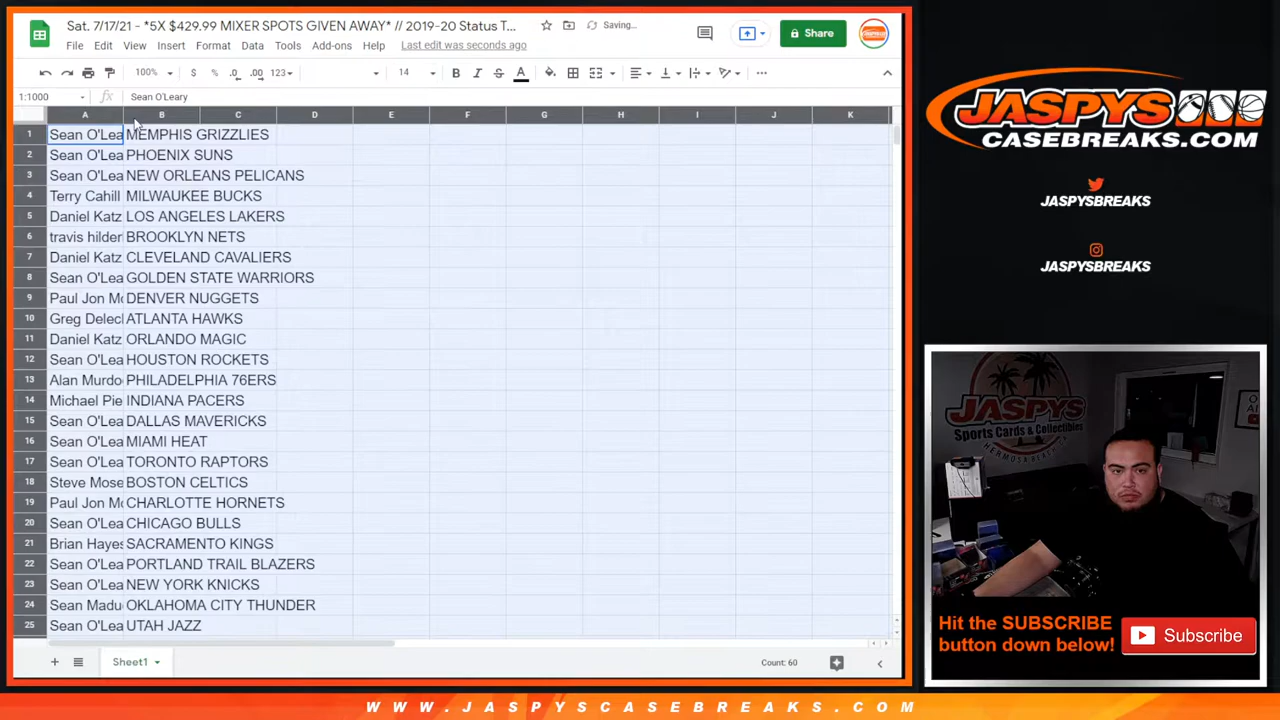 Sat. 7/17/21 - *5X $429.99 MIXER SPOTS GIVEN AWAY* // 2019-20 Status T...
Saving...
File Edit View Insert Format Data Tools Add-ons Help Last edit was seconds ago
Share
100% $ % .0 .00 123 14 B I S A
1:1000 fx Sean O'Leary
A B C D E F G H I J K
1 Sean O'Lea MEMPHIS GRIZZLIES
2 Sean O'Lea PHOENIX SUNS
3 Sean O'Lea NEW ORLEANS PELICANS
4 Terry Cahill MILWAUKEE BUCKS
5 Daniel Katz LOS ANGELES LAKERS
6 travis hilder BROOKLYN NETS
7 Daniel Katz CLEVELAND CAVALIERS
8 Sean O'Lea GOLDEN STATE WARRIORS
9 Paul Jon Mc DENVER NUGGETS
10 Greg Delecl ATLANTA HAWKS
11 Daniel Katz ORLANDO MAGIC
12 Sean O'Lea HOUSTON ROCKETS
13 Alan Murdo PHILADELPHIA 76ERS
14 Michael Pie INDIANA PACERS
15 Sean O'Lea DALLAS MAVERICKS
16 Sean O'Lea MIAMI HEAT
17 Sean O'Lea TORONTO RAPTORS
18 Steve Mose BOSTON CELTICS
19 Paul Jon Mc CHARLOTTE HORNETS
20 Sean O'Lea CHICAGO BULLS
21 Brian Hayes SACRAMENTO KINGS
22 Sean O'Lea PORTLAND TRAIL BLAZERS
23 Sean O'Lea NEW YORK KNICKS
24 Sean Madu OKLAHOMA CITY THUNDER
25 Sean O'Lea UTAH JAZZ
Sheet1
Count: 60
JASPYS
CASEBREAKS.COM
JASPYSBREAKS
JASPYSBREAKS
JASPYS
Sports Cards & Collectibles
HERMOSA BEACH
Hit the SUBSCRIBE
button down below!
Subscribe
WWW.JASPYSCASEBREAKS.COM